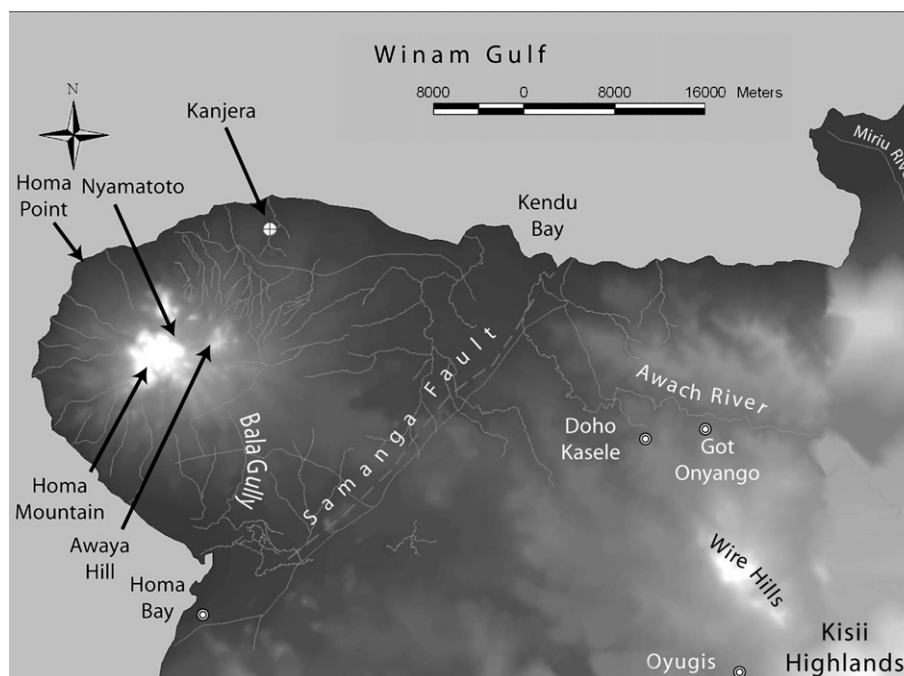 Winam Gulf
8000 0 8000 16000 Meters
N
Kanjera
Miriu Rive
Homa
Point
Nyamatoto
Kendu
Bay
Samanga Fault
Awach River
Bala Gully
Doho
Kasele
Got
Onyango
Homa
Mountain
Awaya
Hill
Wire Hills
Homa
Bay
Kisii
Highlands
Oyugis